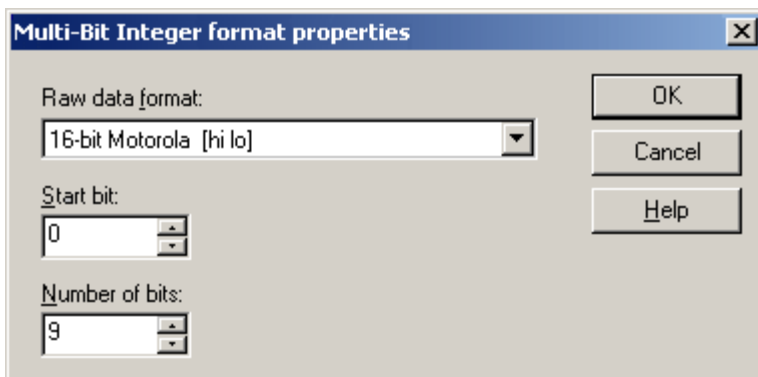 Multi-Bit Integer format properties
Raw data format:
16-bit Motorola [hi lo]
Start bit:
0
Number of bits:
9
OK
Cancel
Help